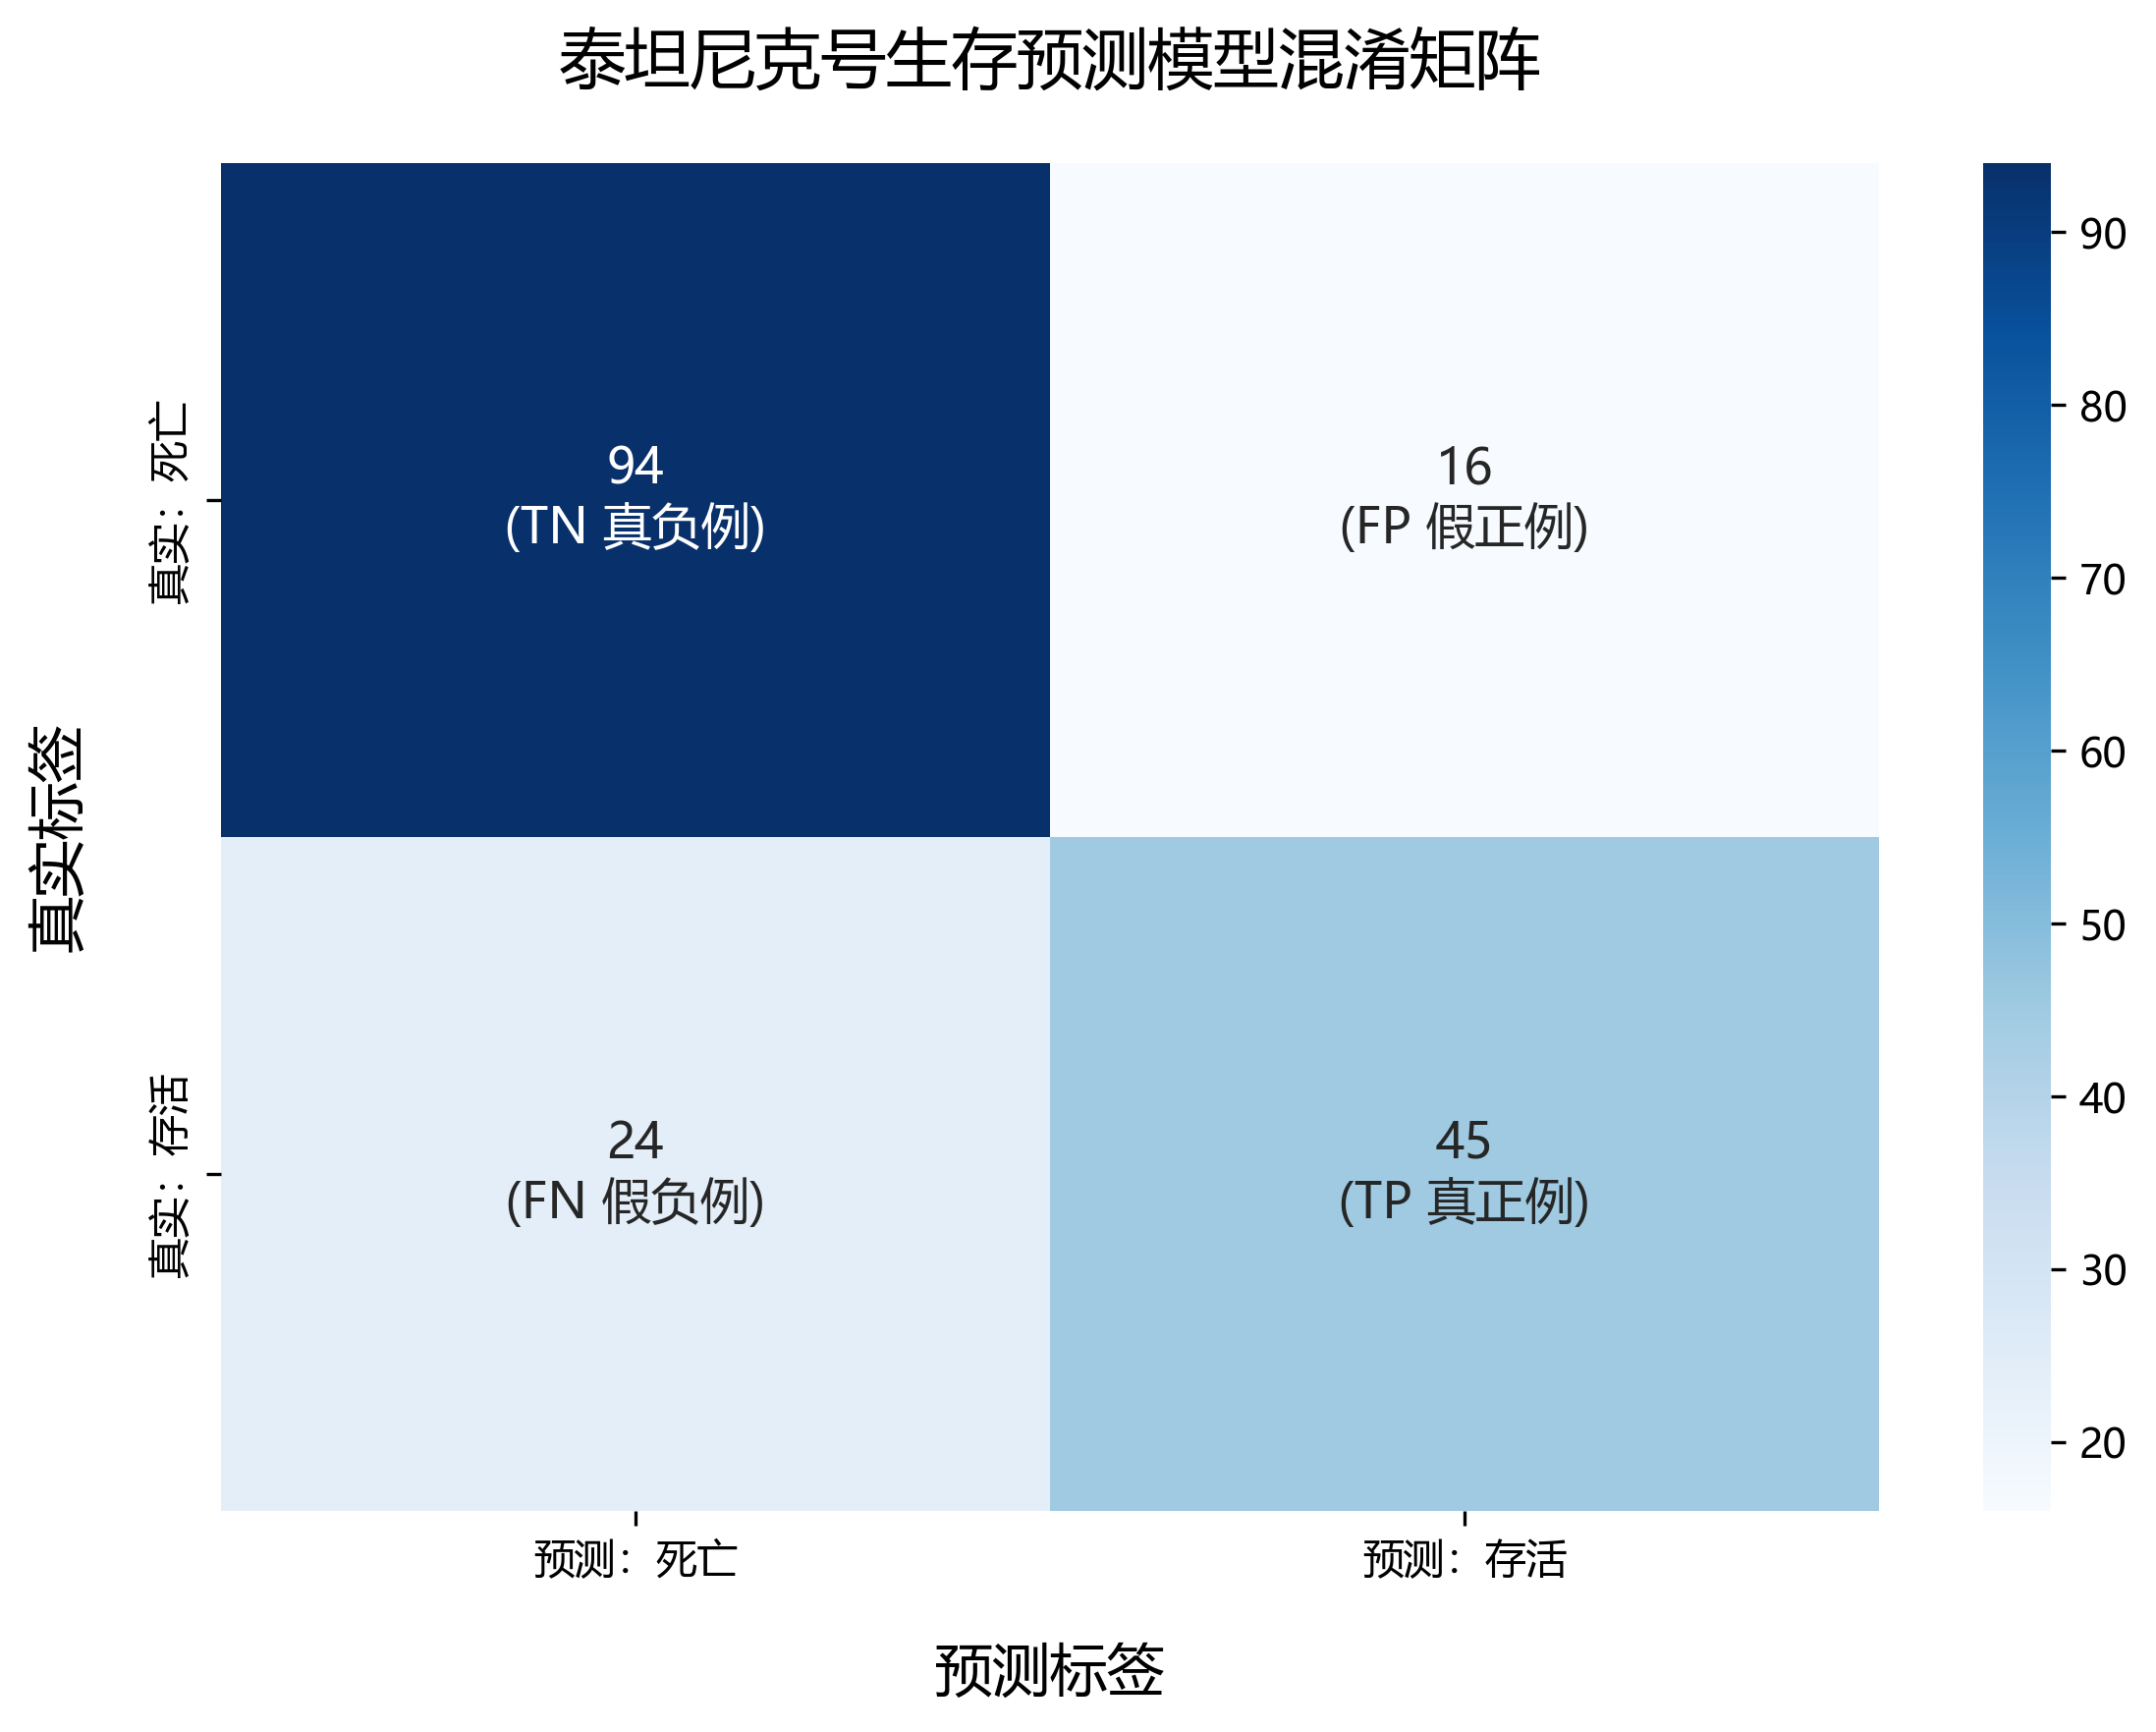 泰坦尼克号生存预测模型混淆矩阵
真实标签
真实：死亡
真实：存活
94
(TN 真负例)
16
(FP 假正例)
24
(FN 假负例)
45
(TP 真正例)
预测：死亡
预测：存活
预测标签
90
80
70
60
50
40
30
20